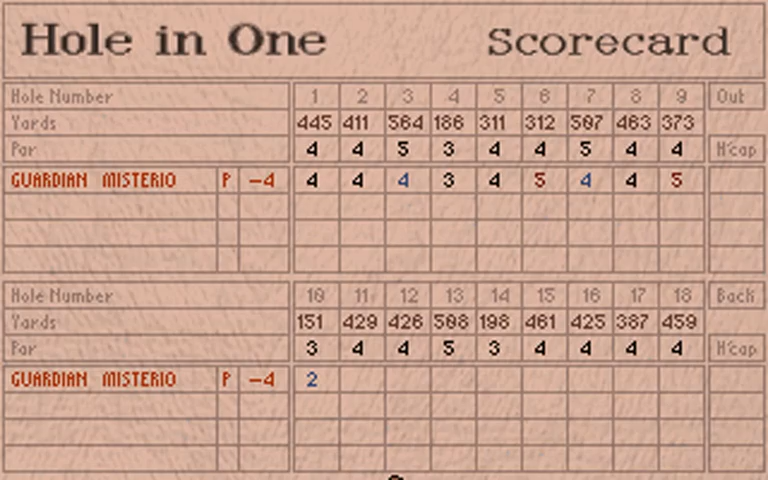 Hole in One Scorecard
Hole Number 1 2 3 4 5 6 7 8 9 Out
Yards 445 411 564 186 311 312 507 463 373
Par 4 4 5 3 4 4 5 4 4 H'cap
GUARDIAN MISTERIO P -4 4 4 4 3 4 5 4 4 5
Hole Number 10 11 12 13 14 15 16 17 18 Back
Yards 151 429 426 508 198 461 425 387 459
Par 3 4 4 5 3 4 4 4 4 H'cap
GUARDIAN MISTERIO P -4 2